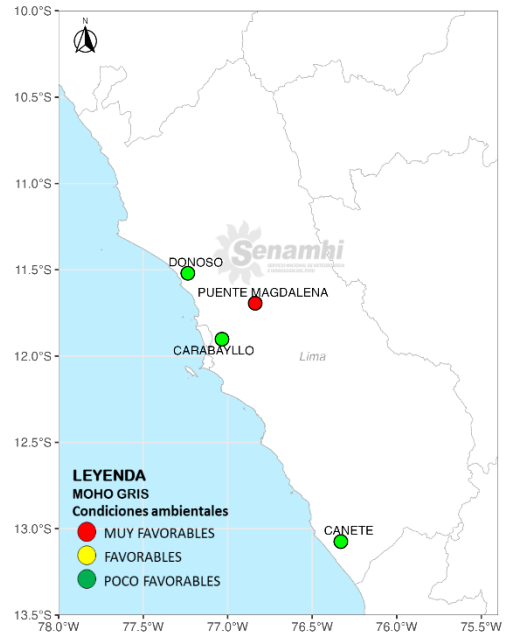 10.0°S
N
10.5°S
11.0°S
Senamhi
DONOSO
11.5°S
PUENTE MAGDALENA
12.0°S
CARABAYLLO
Lima
12.5°S
LEYENDA
MOHO GRIS
Condiciones ambientales
MUY FAVORABLES
FAVORABLES
POCO FAVORABLES
13.0°S
CANETE
13.5°S
78.0°W 77.5°W 77.0°W 76.5°W 76.0°W 75.5°W